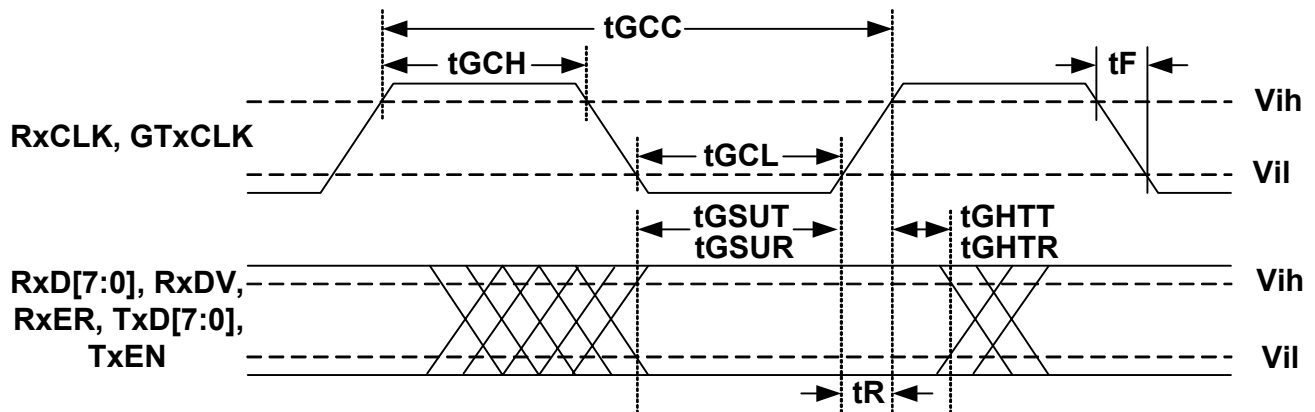 tGCC
tGCH
tF
Vih
RxCLK, GTxCLK
tGCL
Vil
tGSUT
tGSUR
tGHTT
tGHTR
RxD[7:0], RxDV,
RxER, TxD[7:0],
TxEN
Vih
Vil
tR